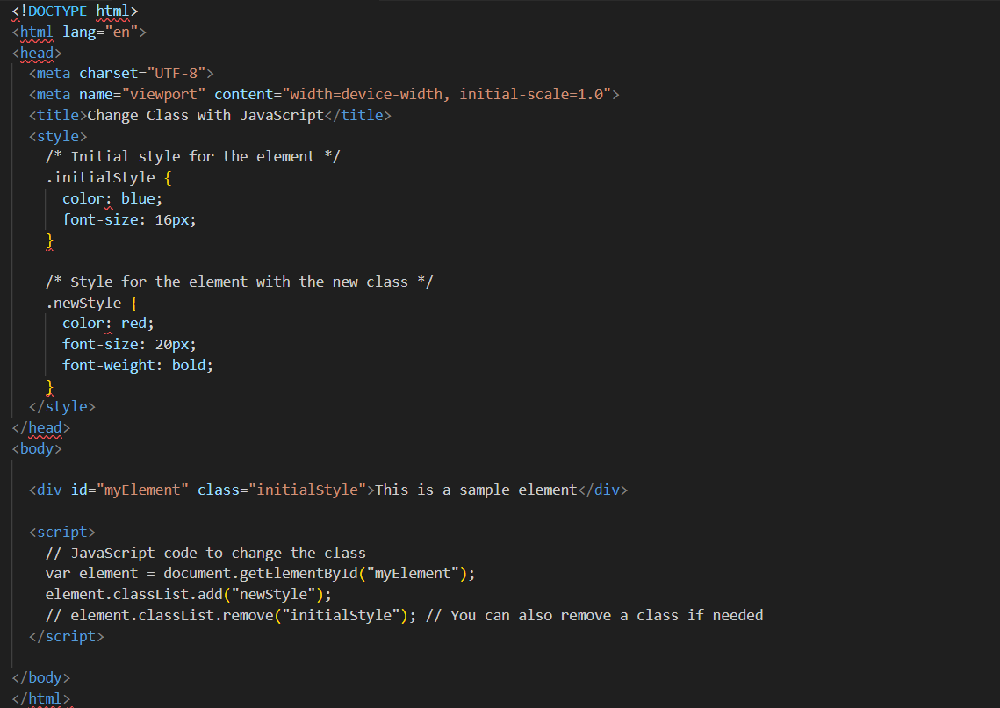 <!DOCTYPE html>
<html lang="en">
<head>
  <meta charset="UTF-8">
  <meta name="viewport" content="width=device-width, initial-scale=1.0">
  <title>Change Class with JavaScript</title>
  <style>
    /* Initial style for the element */
    .initialStyle {
      color: blue;
      font-size: 16px;
    }

    /* Style for the element with the new class */
    .newStyle {
      color: red;
      font-size: 20px;
      font-weight: bold;
    }
  </style>
</head>
<body>

  <div id="myElement" class="initialStyle">This is a sample element</div>

  <script>
    // JavaScript code to change the class
    var element = document.getElementById("myElement");
    element.classList.add("newStyle");
    // element.classList.remove("initialStyle"); // You can also remove a class if needed
  </script>

</body>
</html>